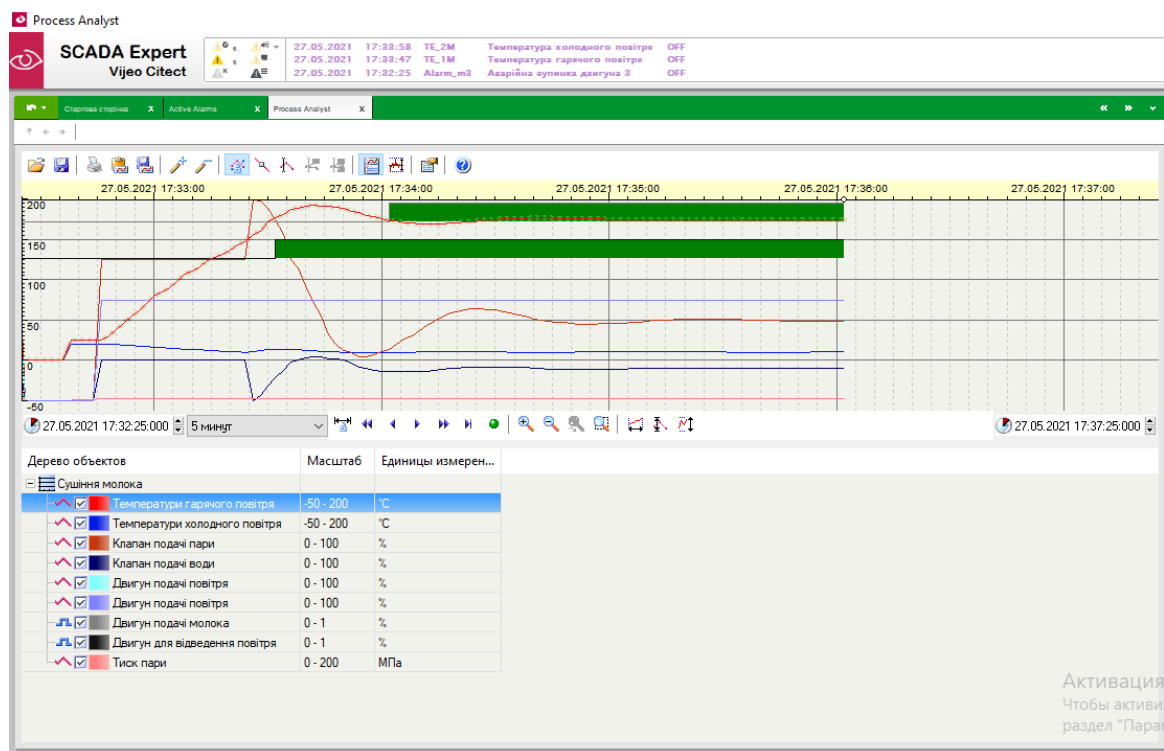 Process Analyst
SCADA Expert
Vijeo Citect
27.05.2021 17:33:58 TE_2M Температура холодного повітря OFF
27.05.2021 17:33:47 TE_1M Температура гарячого повітря OFF
27.05.2021 17:32:25 Alarm_m3 Аварійна зупинка двигуна 3 OFF
Стартова сторінка x Active Alarms x Process Analyst x
27.05.2021 17:33:00 27.05.2021 17:34:00 27.05.2021 17:35:00 27.05.2021 17:36:00 27.05.2021 17:37:00
200
150
100
50
0
-50
27.05.2021 17:32:25:000 5 минут 27.05.2021 17:37:25:000
Дерево объектов Масштаб Единицы измерен...
Сушіння молока
Температури гарячого повітря -50 - 200 °C
Температури холодного повітря -50 - 200 °C
Клапан подачі пари 0 - 100 %
Клапан подачі води 0 - 100 %
Двигун подачі повітря 0 - 100 %
Двигун подачі повітря 0 - 100 %
Двигун подачі молока 0 - 1 %
Двигун для відведення повітря 0 - 1 %
Тиск пари 0 - 200 МПа
Активация
Чтобы активи
раздел "Пара